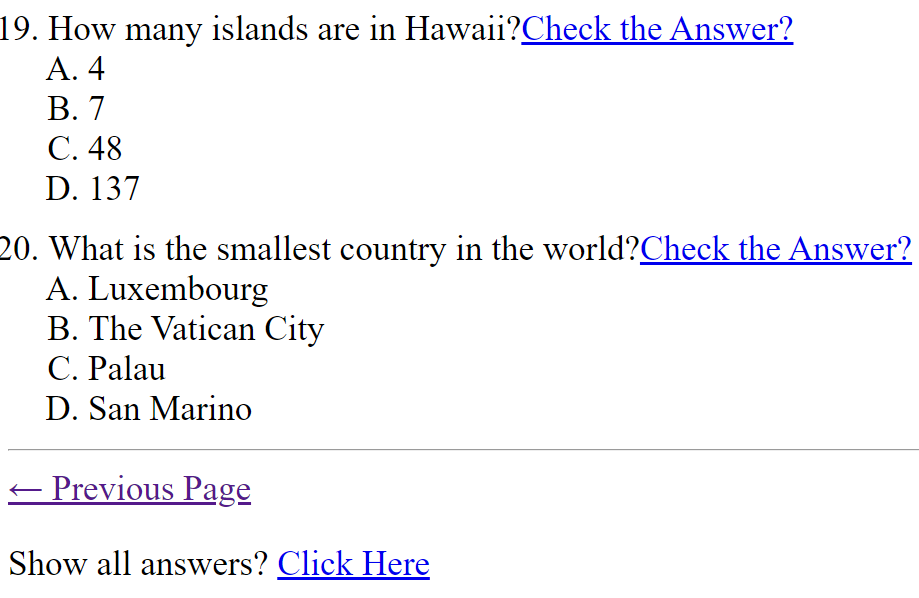 19. How many islands are in Hawaii?Check the Answer?
A. 4
B. 7
C. 48
D. 137
20. What is the smallest country in the world?Check the Answer?
A. Luxembourg
B. The Vatican City
C. Palau
D. San Marino
← Previous Page
Show all answers? Click Here